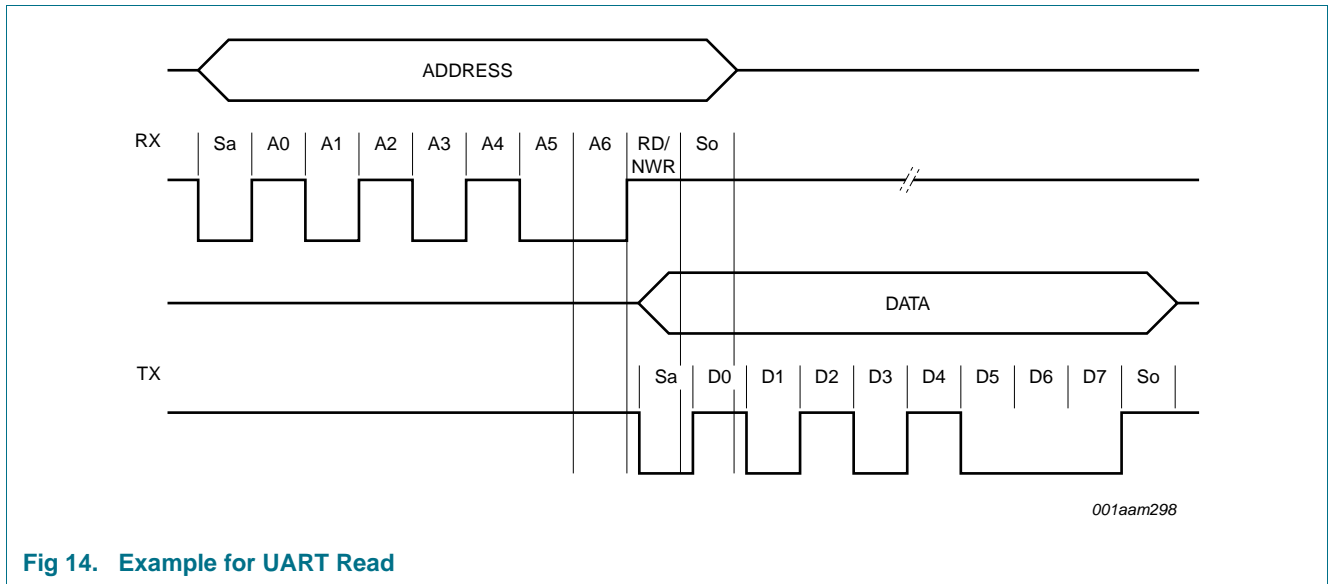 ADDRESS
RX Sa A0 A1 A2 A3 A4 A5 A6 RD/ So
NWR
DATA
TX Sa D0 D1 D2 D3 D4 D5 D6 D7 So
001aam298
Fig 14. Example for UART Read